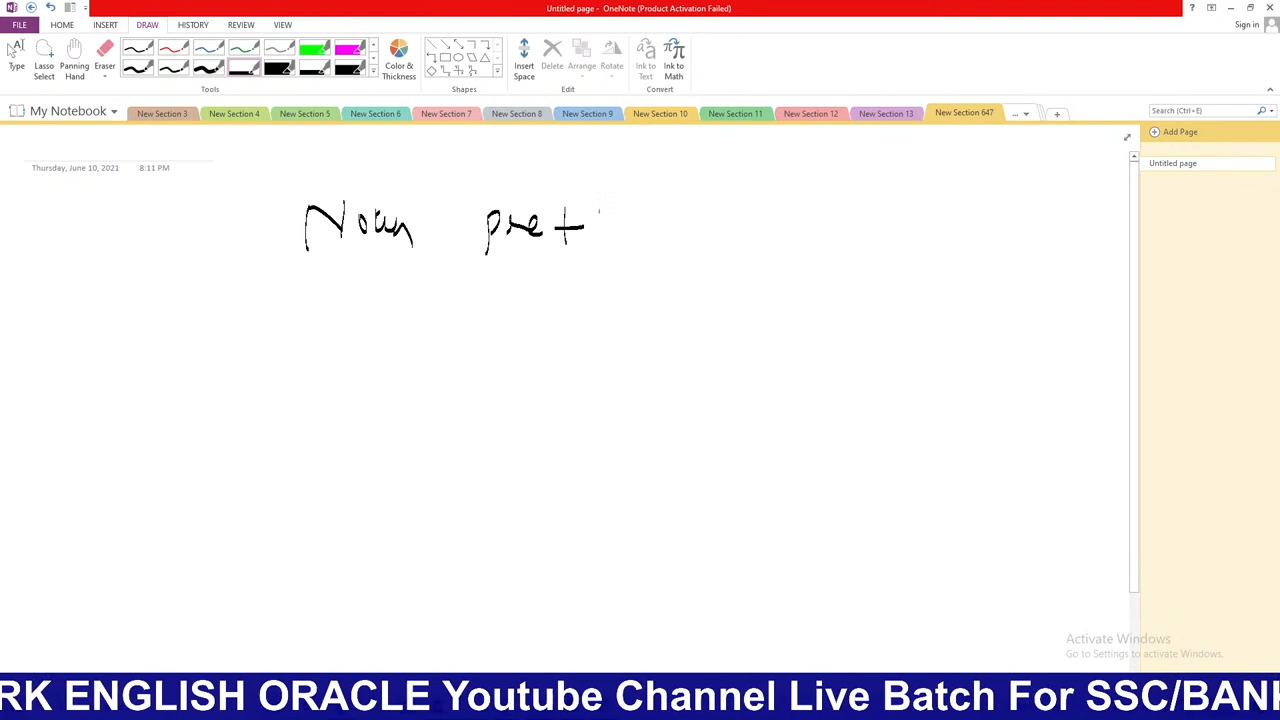 Untitled page - OneNote (Product Activation Failed)
FILE HOME INSERT DRAW HISTORY REVIEW VIEW
Sign in
Type
Lasso Select
Panning Hand
Eraser
Color & Thickness
Insert Space
Delete
Arrange
Rotate
Ink to Text
Ink to Math
Tools Shapes Edit Convert
My Notebook New Section 3 New Section 4 New Section 5 New Section 6 New Section 7 New Section 8 New Section 9 New Section 10 New Section 11 New Section 12 New Section 13 New Section 647 ... Search (Ctrl+E)
Add Page
Untitled page
Thursday, June 10, 2021 8:11 PM
Noun pre +
Activate Windows
Go to Settings to activate Windows.
RK ENGLISH ORACLE Youtube Channel Live Batch For SSC/BANK